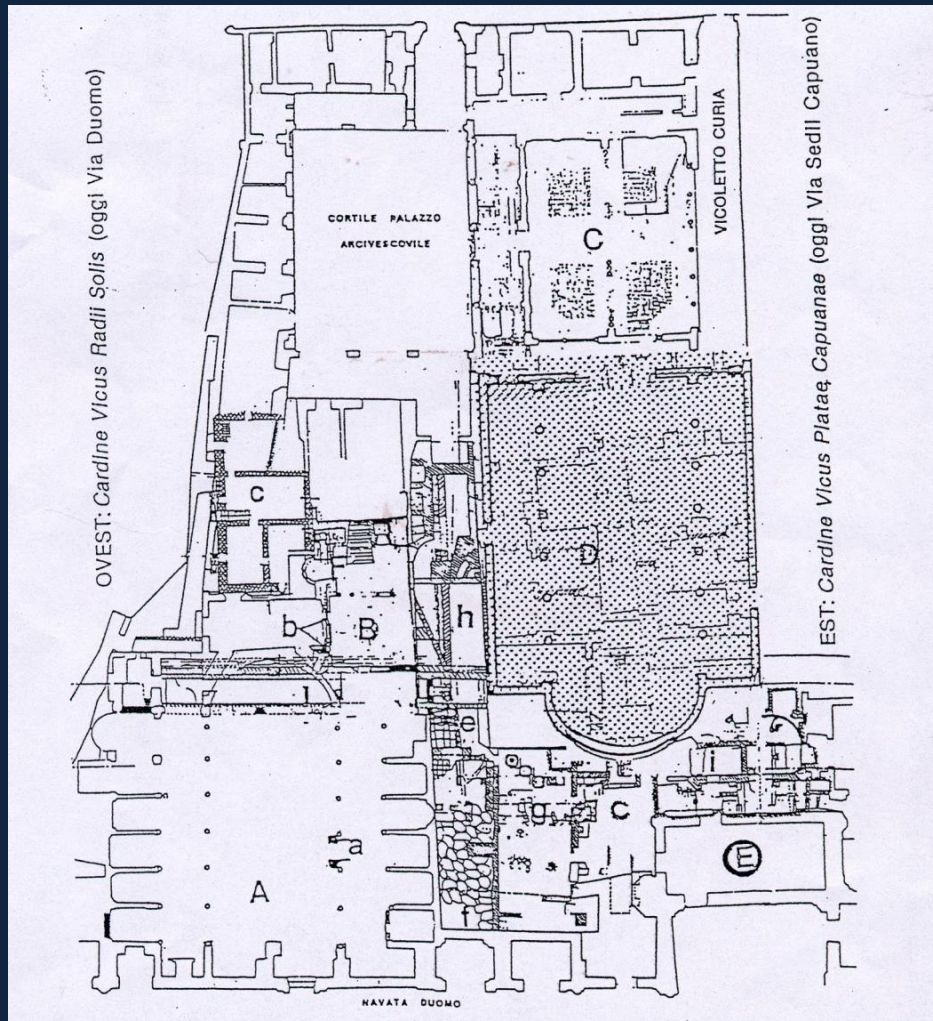 OVEST: Cardine Vicus Radii Solis (oggi Via Duomo)
CORTILE PALAZZO
ARCIVESCOVILE
VICOLETTO CURIA
EST: Cardine Vicus Plateę Capuanae (oggi VIa Sedil Capuano)
C
c
D
b
B
h
l
e
g
C
a
A
f
E
NAVATA DUOMO